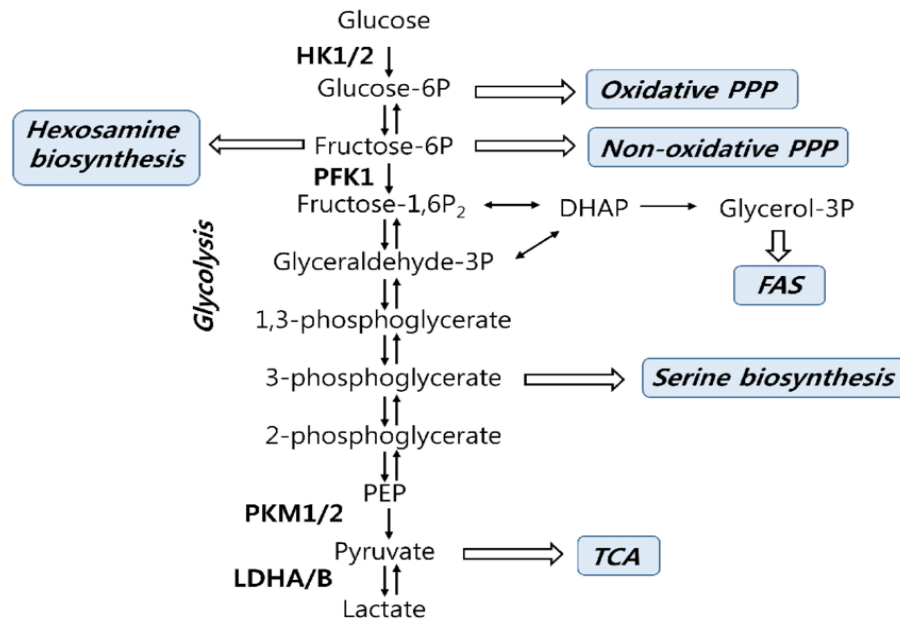 Glucose
HK1/2
Glucose-6P
Oxidative PPP
Hexosamine
biosynthesis
Fructose-6P
Non-oxidative PPP
PFK1
Fructose-1,6P₂
DHAP
Glycerol-3P
Glycolysis
Glyceraldehyde-3P
FAS
1,3-phosphoglycerate
3-phosphoglycerate
Serine biosynthesis
2-phosphoglycerate
PEP
PKM1/2
Pyruvate
TCA
LDHA/B
Lactate